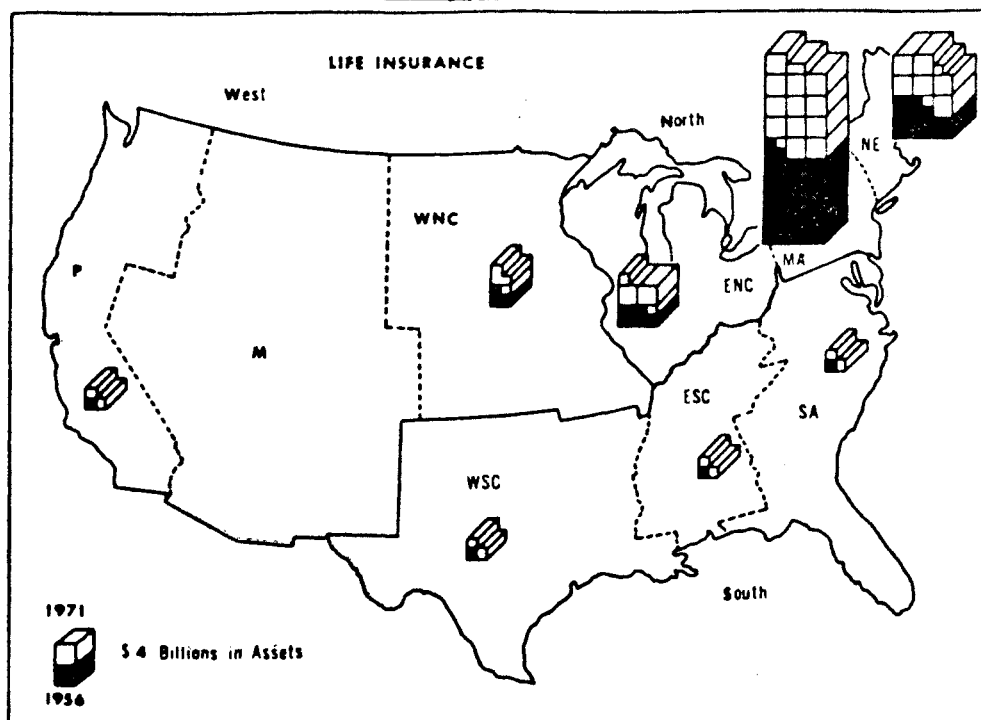 LIFE INSURANCE
West
North
NE
WNC
P
MA
ENC
M
ESC
SA
WSC
South
1971
$ 4 Billions in Assets
1956